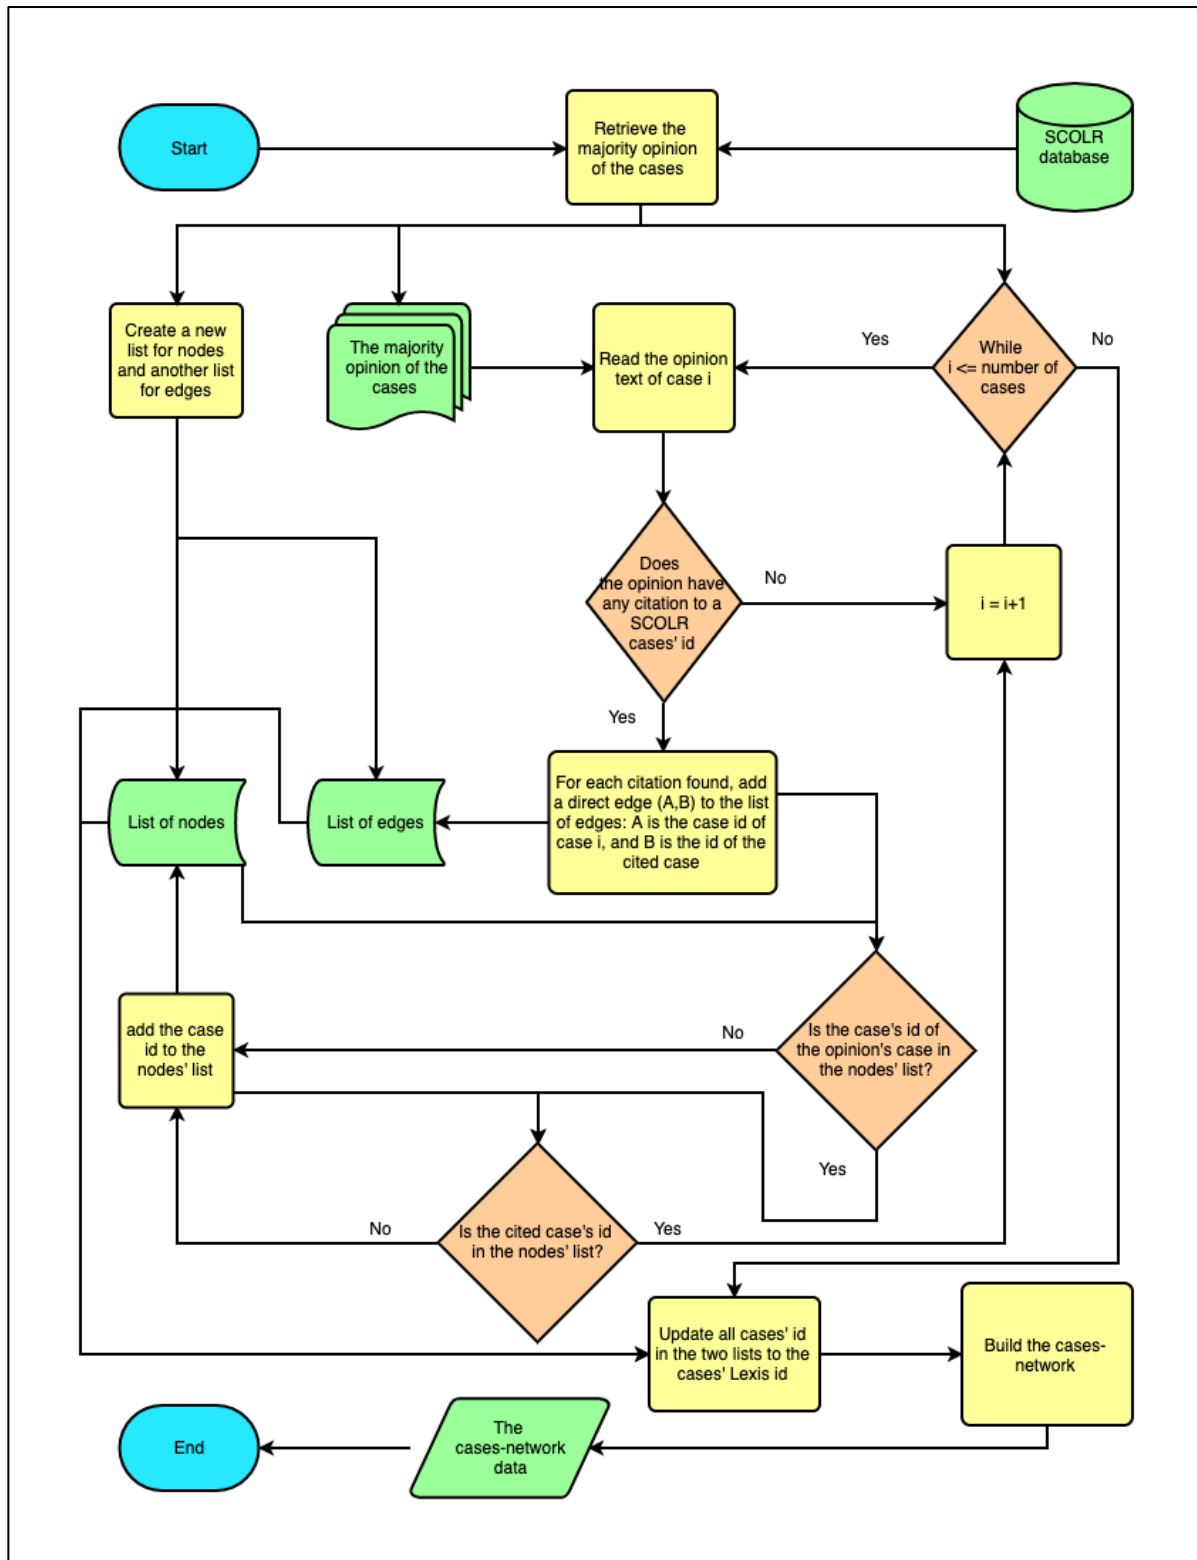 Start
Retrieve the
majority opinion
of the cases
SCOLR
database
Create a new
list for nodes
and another list
for edges
The majority
opinion of the
cases
Read the opinion
text of case i
Yes
While
i <= number of
cases
No
Does
the opinion have
any citation to a
SCOLR
cases' id
No
i = i+1
Yes
List of nodes
List of edges
For each citation found, add
a direct edge (A,B) to the list
of edges: A is the case id of
case i, and B is the id of the
cited case
add the case
id to the
nodes' list
No
Is the case's id of
the opinion's case in
the nodes' list?
Yes
No
Is the cited case's id
in the nodes' list?
Yes
Update all cases' id
in the two lists to the
cases' Lexis id
Build the cases-
network
End
The
cases-network
data